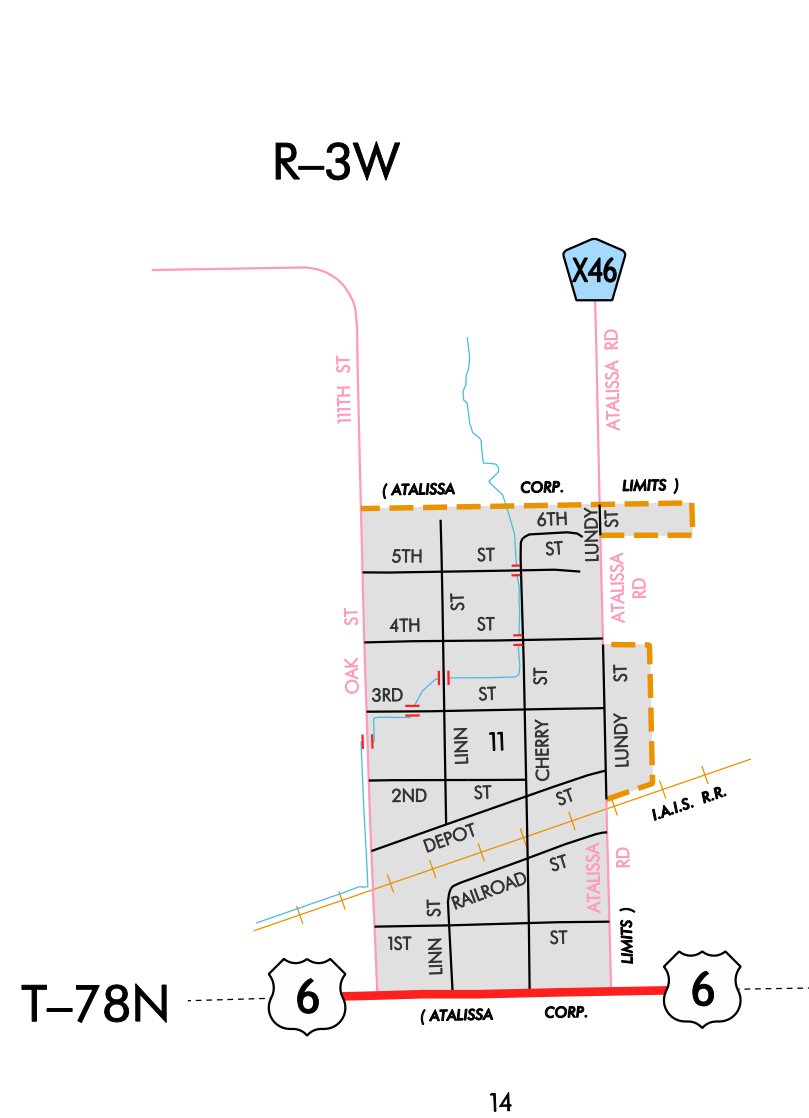 R–3W
X46
111TH ST
ATALISSA RD
( ATALISSA CORP. LIMITS )
6TH ST
LUNDY ST
5TH ST
ATALISSA RD
ST
4TH ST
OAK ST
3RD ST
ST
ST
LINN
11
CHERRY
LUNDY
2ND ST
DEPOT ST
I.A.I.S. R.R.
RAILROAD ST
ATALISSA RD
LINN ST
1ST ST
LIMITS )
T–78N
6
6
( ATALISSA CORP.
14